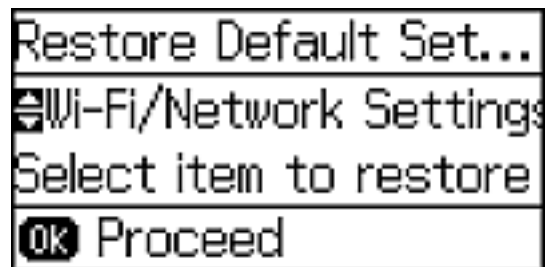 Restore Default Set...
Wi-Fi/Network Settings
Select item to restore
OK Proceed